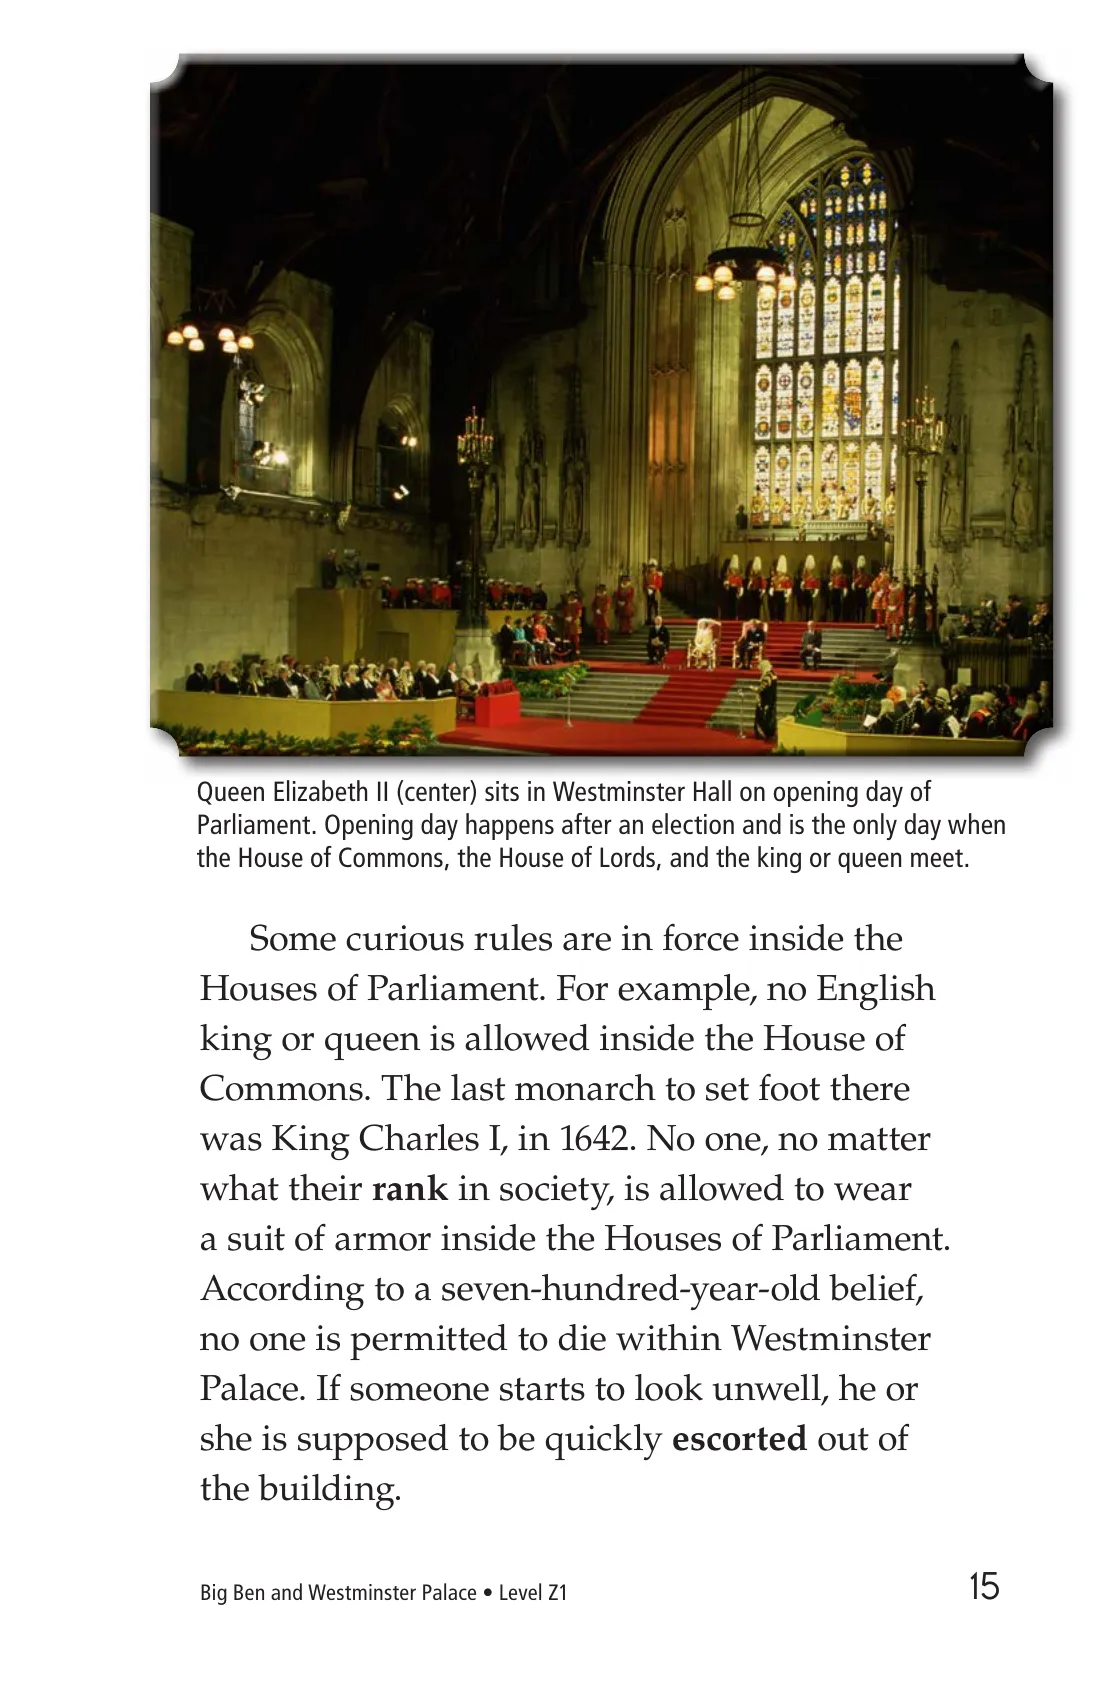 Queen Elizabeth II (center) sits in Westminster Hall on opening day of
Parliament. Opening day happens after an election and is the only day when
the House of Commons, the House of Lords, and the king or queen meet.
Some curious rules are in force inside the
Houses of Parliament. For example, no English
king or queen is allowed inside the House of
Commons. The last monarch to set foot there
was King Charles I, in 1642. No one, no matter
what their rank in society, is allowed to wear
a suit of armor inside the Houses of Parliament.
According to a seven-hundred-year-old belief,
no one is permitted to die within Westminster
Palace. If someone starts to look unwell, he or
she is supposed to be quickly escorted out of
the building.
Big Ben and Westminster Palace • Level Z1
15